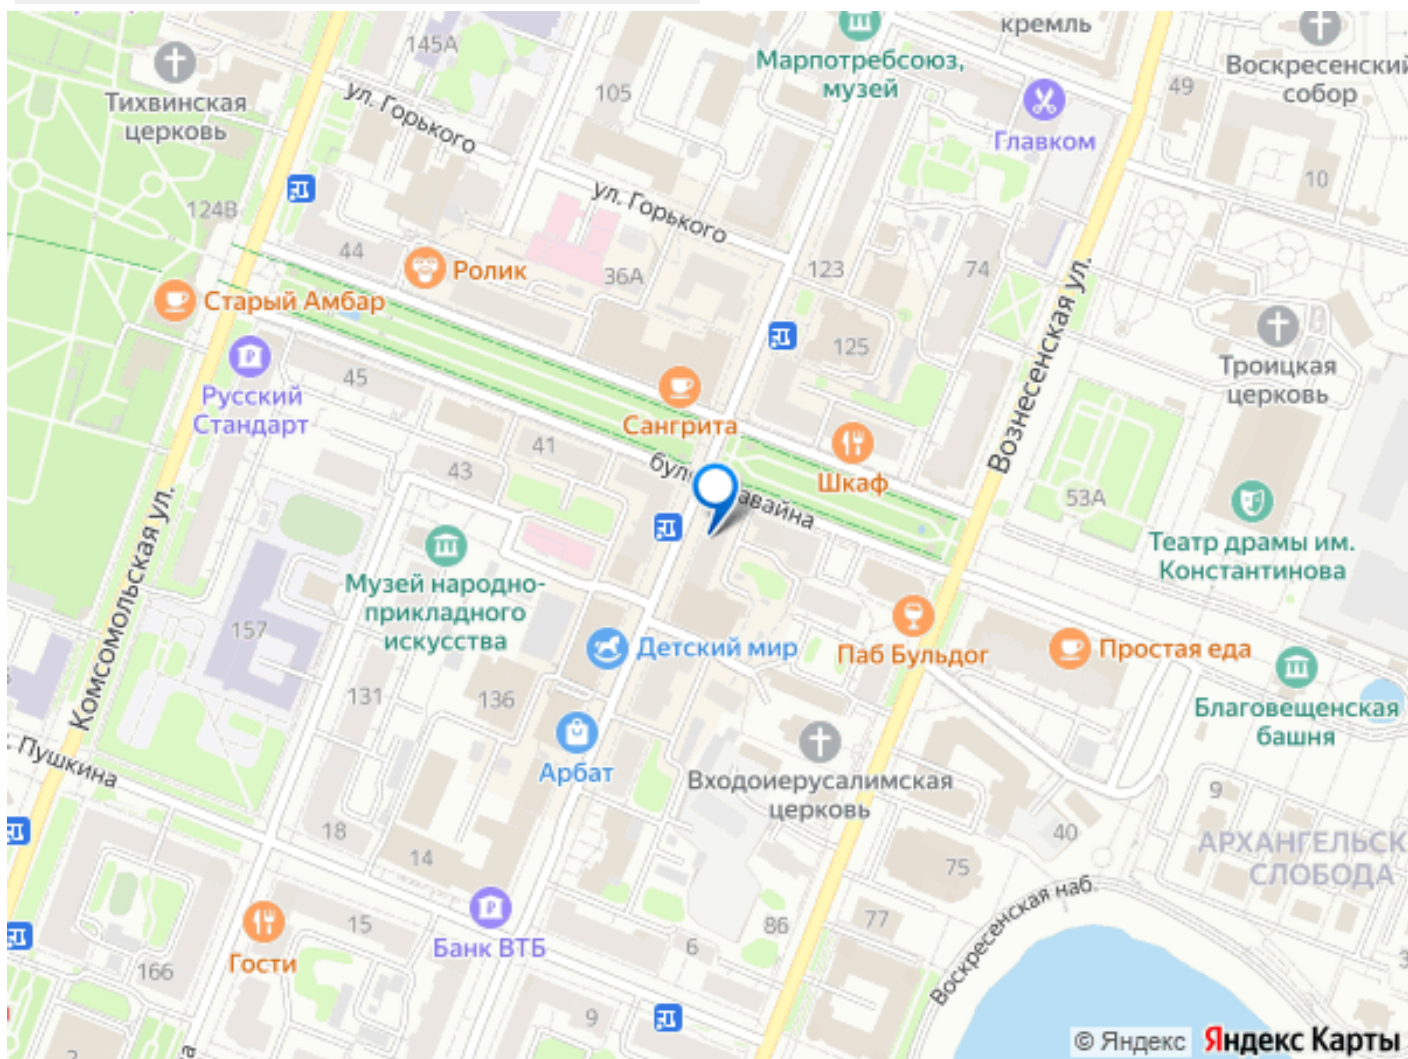 кремль
145А
Марпотребсоюз,
музей
Воскресенский
собор
Тихвинская
церковь
ул. Горького
105
49
Главком
10
124В
ул. Горького
44
Ролик
36А
123
74
Старый Амбар
125
Вознесенская ул.
Троицкая
церковь
Русский
Стандарт
45
Сангрита
41
43
Шкаф
53А
Театр драмы им.
Константинова
Комсомольская ул.
Музей народно-
прикладного
искусства
157
Детский мир
Паб Бульдог
Простая еда
131
136
Благовещенская
башня
Пушкина
Арбат
Входоиерусалимская
церковь
9
18
14
40
АРХАНГЕЛЬСК
СЛОБОДА
75
Воскресенская наб.
15
77
86
Гости
Банк ВТБ
6
166
9
2
© Яндекс Яндекс Карты